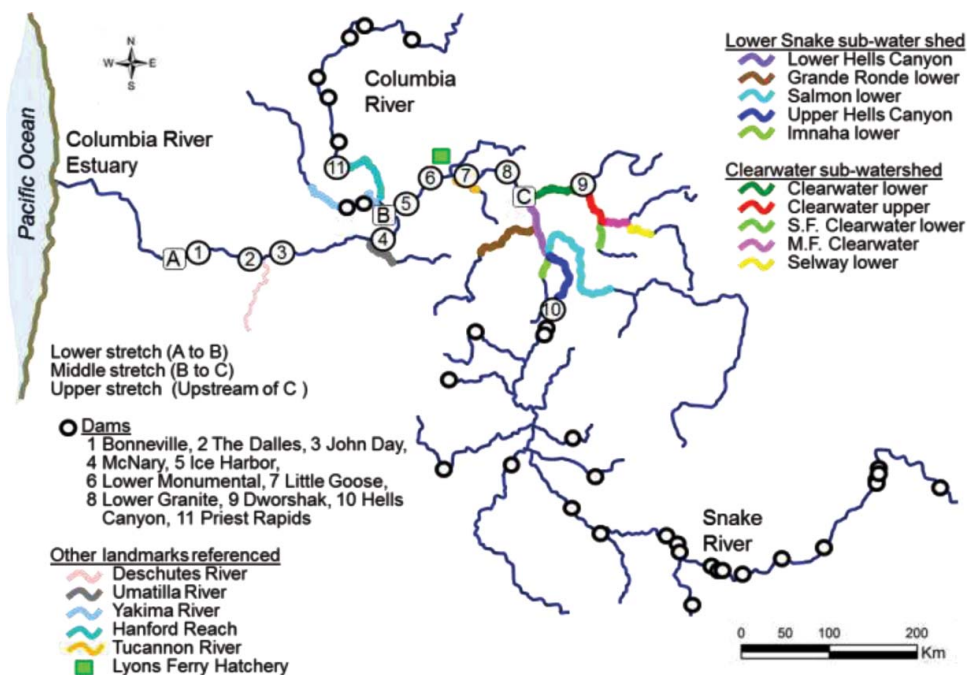 N
W E
S
Pacific Ocean
Columbia River
Estuary
Columbia
River
11
A
1
2
3
B
4
5
6
7
8
C
9
10
Snake
River
Lower Snake sub-water shed
Lower Hells Canyon
Grande Ronde lower
Salmon lower
Upper Hells Canyon
Imnaha lower
Clearwater sub-watershed
Clearwater lower
Clearwater upper
S.F. Clearwater lower
M.F. Clearwater
Selway lower
Lower stretch (A to B)
Middle stretch (B to C)
Upper stretch (Upstream of C )
Dams
1 Bonneville, 2 The Dalles, 3 John Day,
4 McNary, 5 Ice Harbor,
6 Lower Monumental, 7 Little Goose,
8 Lower Granite, 9 Dworshak, 10 Hells
Canyon, 11 Priest Rapids
Other landmarks referenced
Deschutes River
Umatilla River
Yakima River
Hanford Reach
Tucannon River
Lyons Ferry Hatchery
0 50 100 200
Km